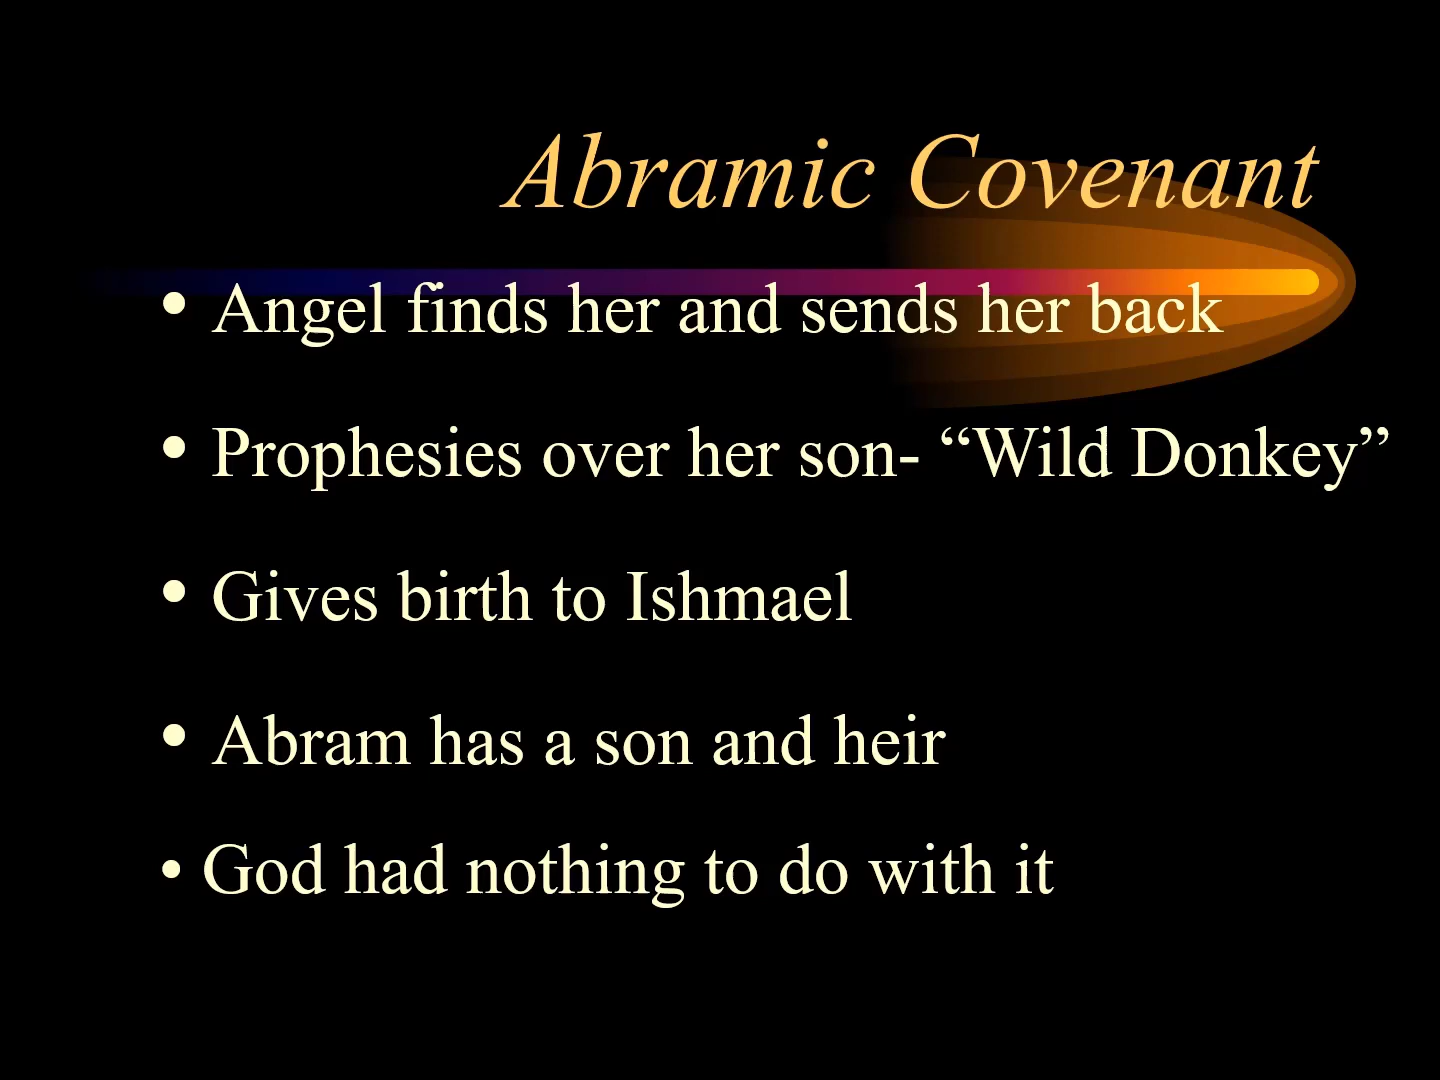 Abramic Covenant
• Angel finds her and sends her back
• Prophesies over her son- “Wild Donkey”
• Gives birth to Ishmael
• Abram has a son and heir
• God had nothing to do with it